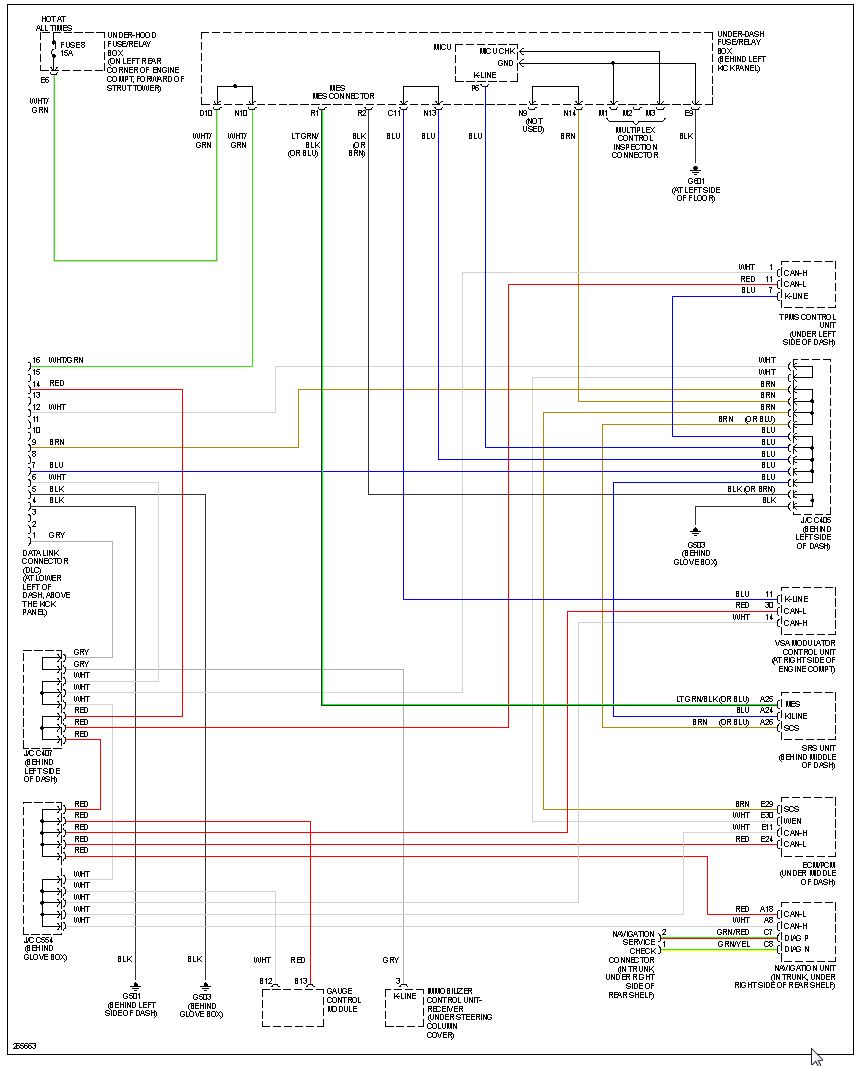 HOT AT
ALL TIMES
FUSE 8
15A
UNDER-HOOD
FUSE/RELAY
BOX
(ON LEFT REAR
CORNER OF ENGINE
COMPT, FORWARD OF
STRUT TOWER)
E6
WHT/
GRN
MICU
MICU CHK
GND
K-LINE
MES
MES CONNECTOR
P6
UNDER-DASH
FUSE/RELAY
BOX
(BEHIND LEFT
KICK PANEL)
D10 N10 R1 R2 C11 N13 N9 N14 M1 M2 M3 E9
(NOT
USED)
WHT/
GRN
WHT/
GRN
LT GRN/
BLK
(OR BLU)
BLK
(OR
BRN)
BLU
BLU
BLU
BRN
MULTIPLEX
CONTROL
INSPECTION
CONNECTOR
BLK
G601
(AT LEFT SIDE
OF FLOOR)
WHT 1 CAN-H
RED 11 CAN-L
BLU 7 K-LINE
TPMS CONTROL
UNIT
(UNDER LEFT
SIDE OF DASH)
16 WHT/GRN
15
14 RED
13
12 WHT
11
10
9 BRN
8
7 BLU
6 WHT
5 BLK
4 BLK
3
2
1 GRY
DATA LINK
CONNECTOR
(DLC)
(AT LOWER
LEFT OF
DASH, ABOVE
THE KICK
PANEL)
WHT
WHT
BRN
BRN
BRN
BRN (OR BLU)
BLU
BLU
BLU
BLU
BLU
BLK (OR BRN)
BLK
J/C C405
(BEHIND
LEFT SIDE
OF DASH)
G503
(BEHIND
GLOVE BOX)
BLU 11 K-LINE
RED 30 CAN-L
WHT 14 CAN-H
VSA MODULATOR
CONTROL UNIT
(AT RIGHT SIDE OF
ENGINE COMPT)
GRY
GRY
WHT
WHT
WHT
RED
RED
RED
J/C C407
(BEHIND
LEFT SIDE
OF DASH)
LT GRN/BLK (OR BLU) A25 MES
BLU A24 K-LINE
BRN (OR BLU) A26 SCS
SRS UNIT
(BEHIND MIDDLE
OF DASH)
RED
RED
RED
RED
RED
WHT
WHT
WHT
WHT
WHT
J/C C554
(BEHIND
GLOVE BOX)
BRN E29 SCS
WHT E30 WEN
WHT E11 CAN-H
RED E24 CAN-L
ECM/PCM
(UNDER MIDDLE
OF DASH)
RED A18 CAN-L
WHT A8 CAN-H
GRN/RED C7 DIAG P
GRN/YEL C8 DIAG N
2
1
NAVIGATION
SERVICE
CHECK
CONNECTOR
(IN TRUNK
UNDER RIGHT
SIDE OF
REAR SHELF)
NAVIGATION UNIT
(IN TRUNK, UNDER
RIGHT SIDE OF REAR SHELF)
BLK
G501
(BEHIND LEFT
SIDE OF DASH)
BLK
G503
(BEHIND
GLOVE BOX)
WHT RED
B12 B13
GAUGE
CONTROL
MODULE
GRY
3
K-LINE
IMMOBILIZER
CONTROL UNIT-
RECEIVER
(UNDER STEERING
COLUMN
COVER)
265663